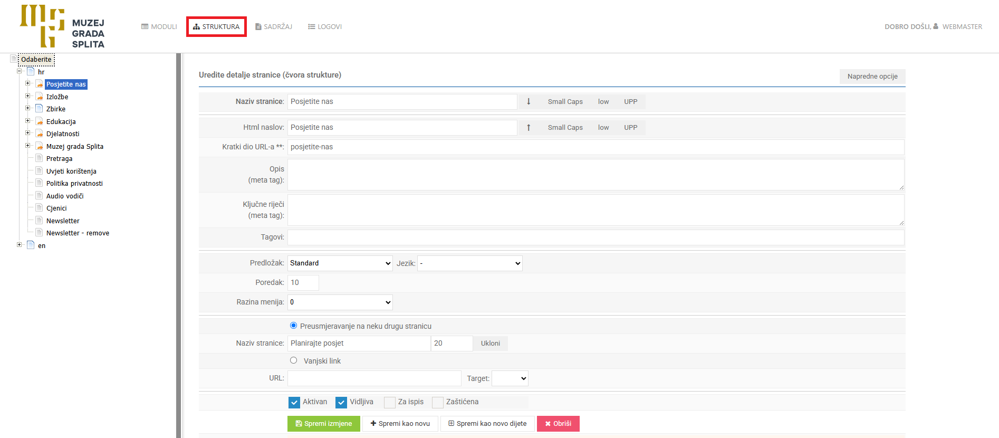 MUZEJ
GRADA
SPLITA
MODULI
STRUKTURA
SADRŽAJ
LOGOVI
DOBRO DOŠLI, WEBMASTER
Odaberite
hr
Posjetite nas
Izložbe
Zbirke
Edukacija
Djelatnosti
Muzej grada Splita
Pretraga
Uvjeti korištenja
Politika privatnosti
Audio vodiči
Cjenici
Newsletter
Newsletter - remove
en
Uredite detalje stranice (čvora strukture)
Napredne opcije
Naziv stranice: Posjetite nas Small Caps low UPP
Html naslov: Posjetite nas Small Caps low UPP
Kratki dio URL-a **: posjetite-nas
Opis
(meta tag):
Ključne riječi
(meta tag):
Tagovi:
Predložak: Standard Jezik: -
Poredak: 10
Razina menija: 0
Preusmjeravanje na neku drugu stranicu
Naziv stranice: Planirajte posjet 20 Ukloni
Vanjski link
URL: Target:
Aktivan Vidljiva Za ispis Zaštićena
Spremi izmjene Spremi kao novu Spremi kao novo dijete Obriši